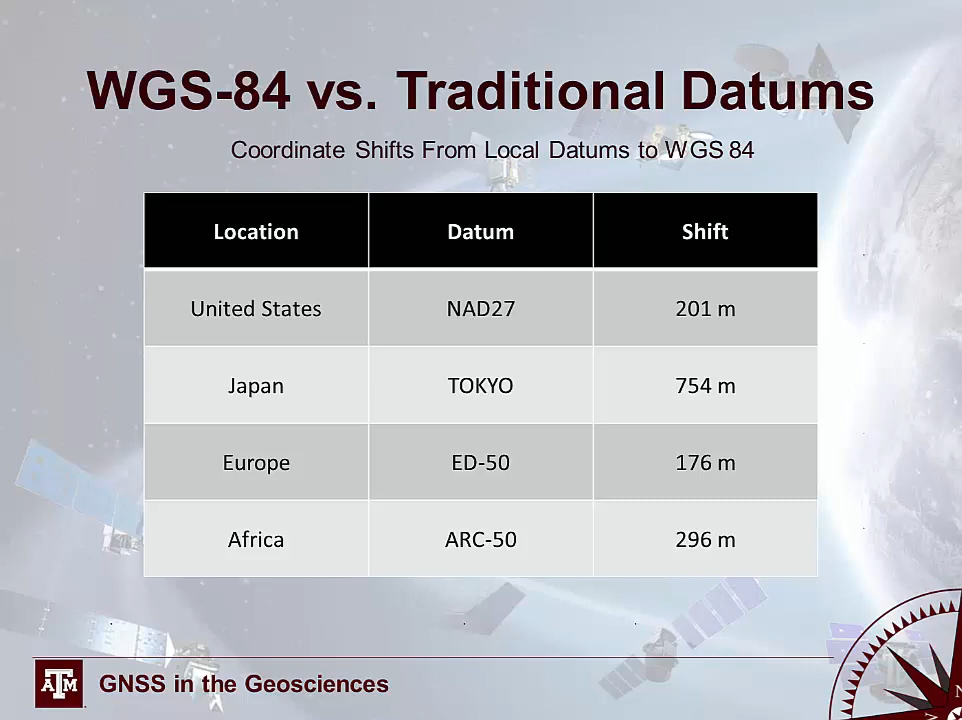 WGS-84 vs. Traditional Datums
Coordinate Shifts From Local Datums to WGS 84
Location Datum Shift
United States NAD27 201 m
Japan TOKYO 754 m
Europe ED-50 176 m
Africa ARC-50 296 m
ATM GNSS in the Geosciences
N